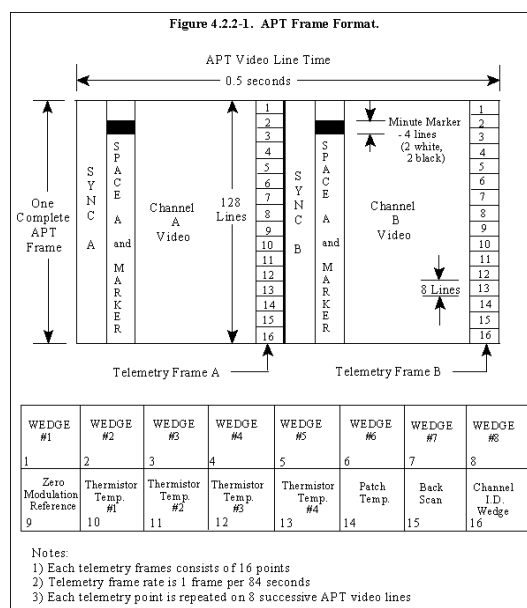 Figure 4.2.2-1. APT Frame Format.
APT Video Line Time
0.5 seconds
One
Complete
APT
Frame
SYNC A
SPACE A and MARKER
Channel
A
Video
128
Lines
1
2
3
4
5
6
7
8
9
10
11
12
13
14
15
16
SYNC B
SPACE A and MARKER
Minute Marker
- 4 lines
(2 white,
2 black)
Channel
B
Video
8 Lines
1
2
3
4
5
6
7
8
9
10
11
12
13
14
15
16
Telemetry Frame A
Telemetry Frame B
WEDGE
#1
1
WEDGE
#2
2
WEDGE
#3
3
WEDGE
#4
4
WEDGE
#5
5
WEDGE
#6
6
WEDGE
#7
7
WEDGE
#8
8
Zero
Modulation
Reference
9
Thermistor
Temp.
#1
10
Thermistor
Temp.
#2
11
Thermistor
Temp.
#3
12
Thermistor
Temp.
#4
13
Patch
Temp.
14
Back
Scan
15
Channel
I.D.
Wedge
16
Notes:
1) Each telemetry frames consists of 16 points
2) Telemetry frame rate is 1 frame per 84 seconds
3) Each telemetry point is repeated on 8 successive APT video lines